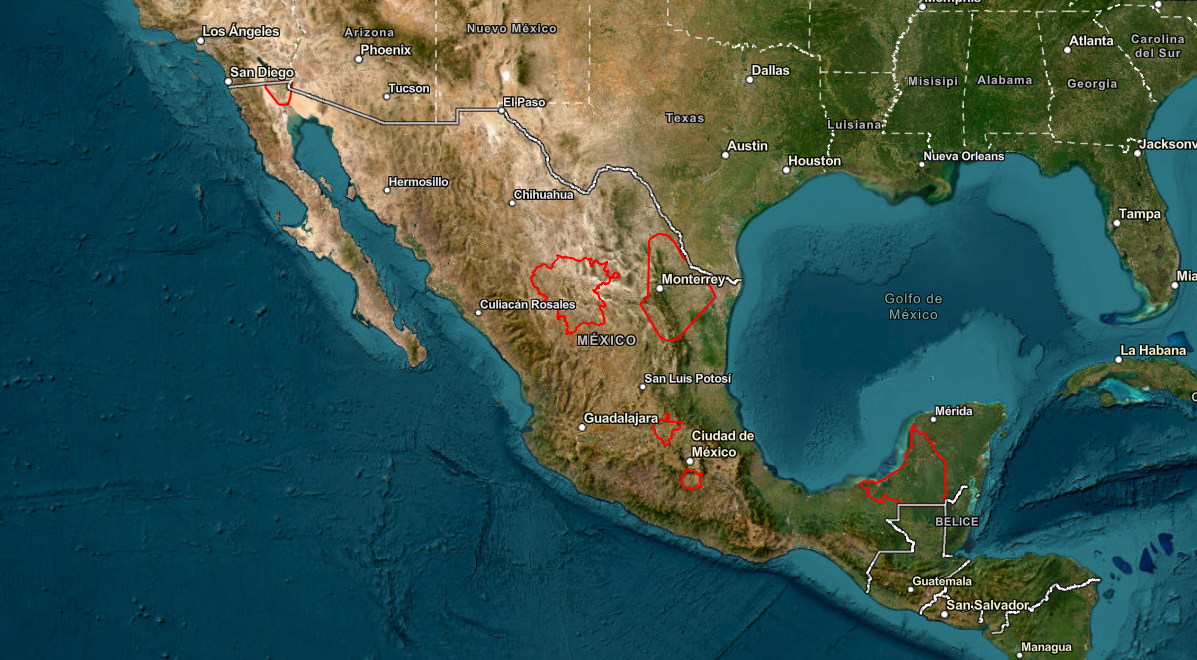 Memphis
Los Ángeles
Arizona
Nuevo México
Phoenix
Atlanta
Carolina
del Sur
San Diego
Dallas
Misisipi
Alabama
Georgia
Tucson
El Paso
Texas
Luisiana
Austin
Houston
Nueva Orleans
Jacksonv
Hermosillo
Chihuahua
Tampa
Monterrey
Mia
Culiacán Rosales
Golfo de
México
MÉXICO
La Habana
San Luis Potosí
Guadalajara
Mérida
Ciudad de
México
BELICE
Guatemala
San Salvador
Managua